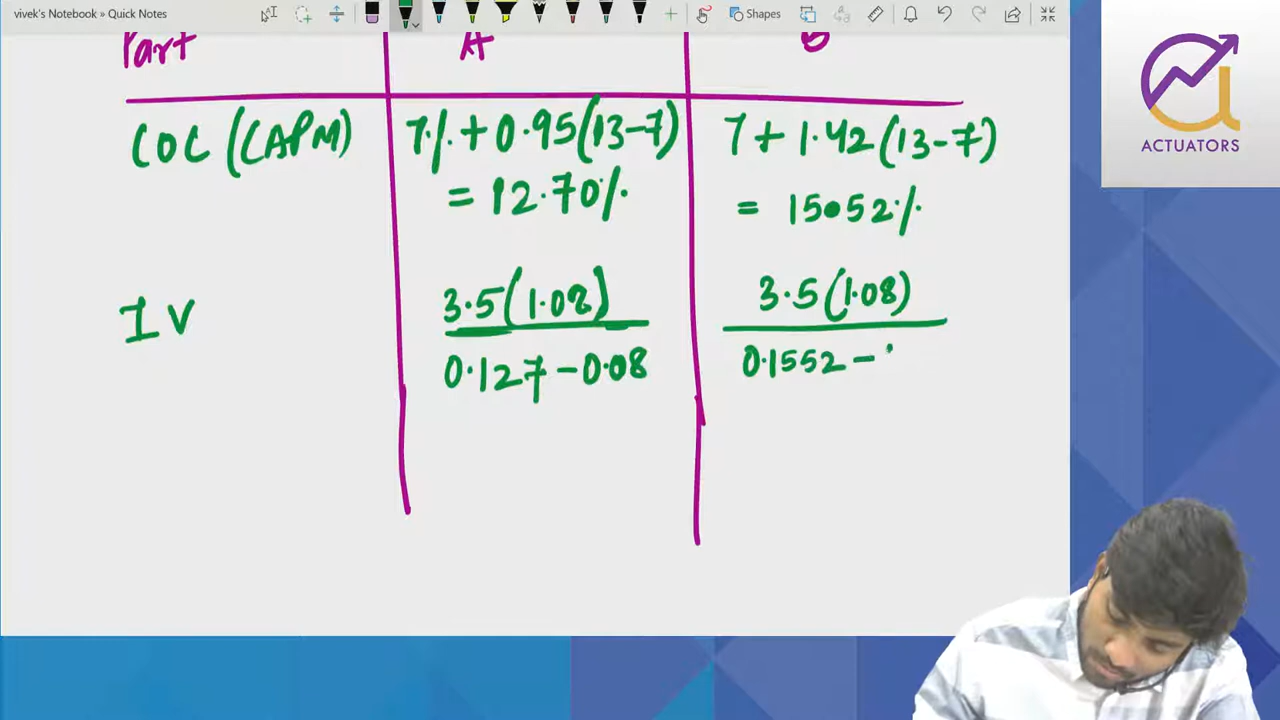 vivek's Notebook » Quick Notes
Shapes
Part A B
COC (CAPM) 7% + 0.95(13-7) 7 + 1.42(13-7)
= 12.70% = 15.52%
IV 3.5(1.08) 3.5(1.08)
0.127 - 0.08 0.1552 -
ACTUATORS